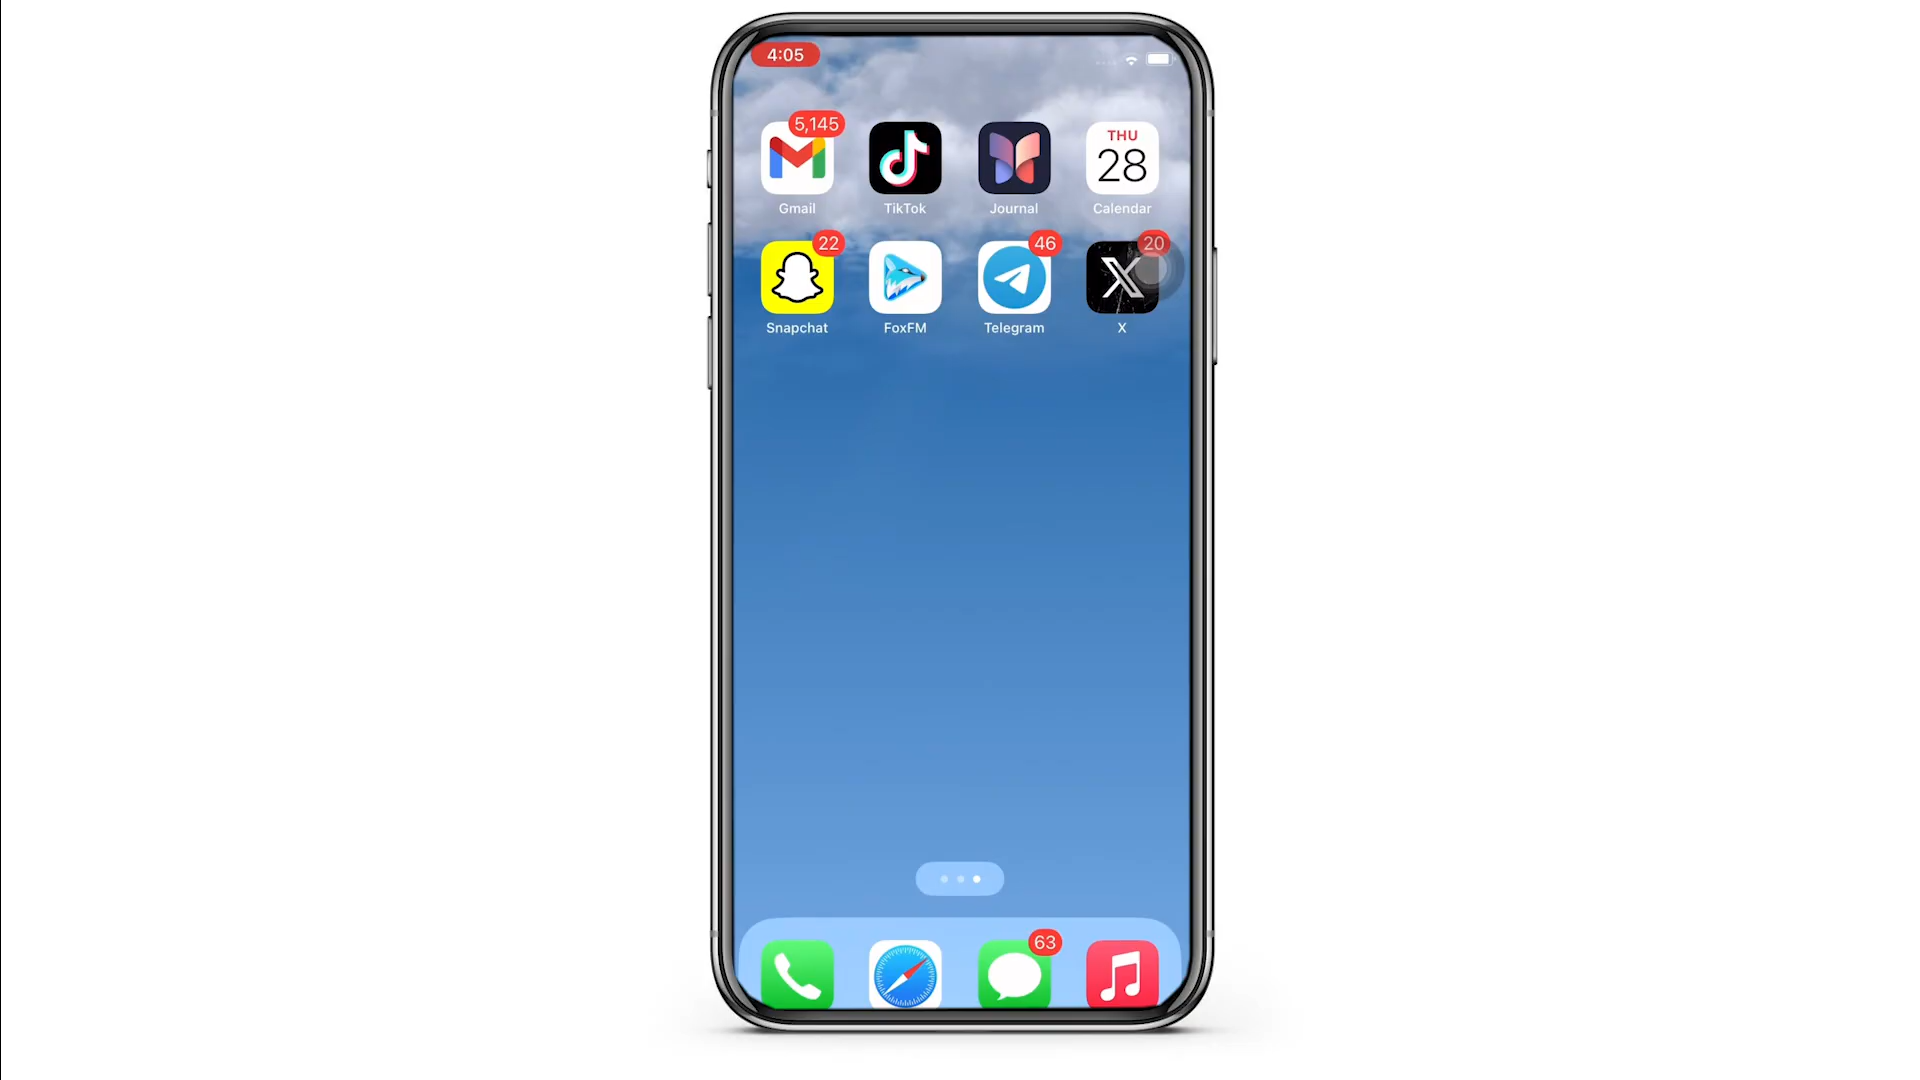 4:05
5,145
THU
28
Gmail
TikTok
Journal
Calendar
22
46
20
Snapchat
FoxFM
Telegram
X
63